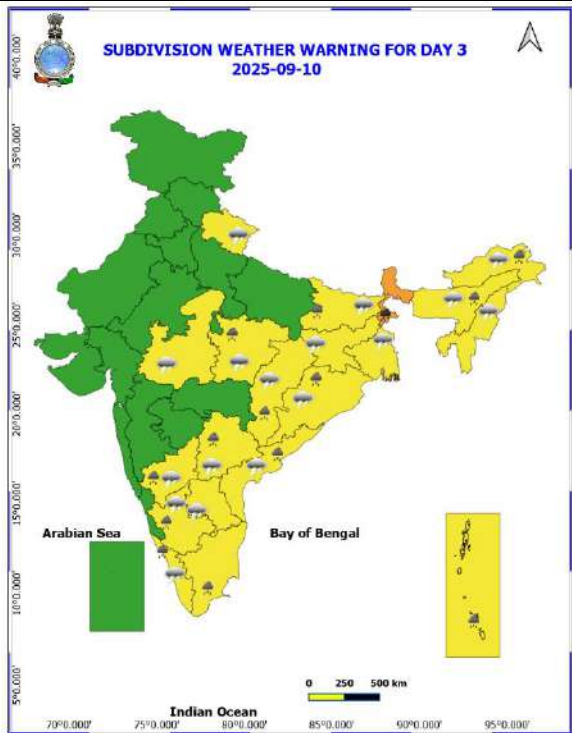 SUBDIVISION WEATHER WARNING FOR DAY 3
2025-09-10
40°0.000'
35°0.000'
30°0.000'
25°0.000'
20°0.000'
15°0.000'
10°0.000'
5°0.000'
Arabian Sea
Bay of Bengal
0 250 500 km
Indian Ocean
70°0.000' 75°0.000' 80°0.000' 85°0.000' 90°0.000' 95°0.000'